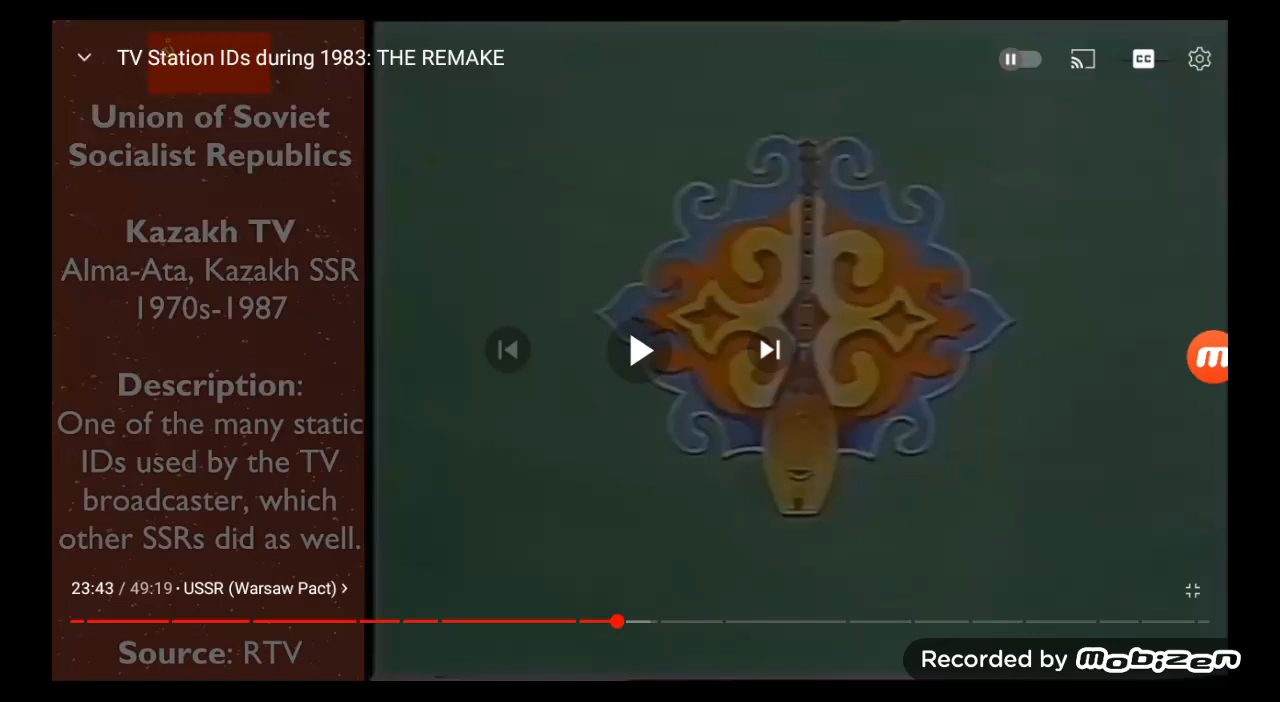 TV Station IDs during 1983: THE REMAKE
CC
Union of Soviet
Socialist Republics
Kazakh TV
Alma-Ata, Kazakh SSR
1970s-1987
Description:
One of the many static
IDs used by the TV
broadcaster, which
other SSRs did as well.
23:43 / 49:19 · USSR (Warsaw Pact) ›
Source: RTV
m
Recorded by mobizen